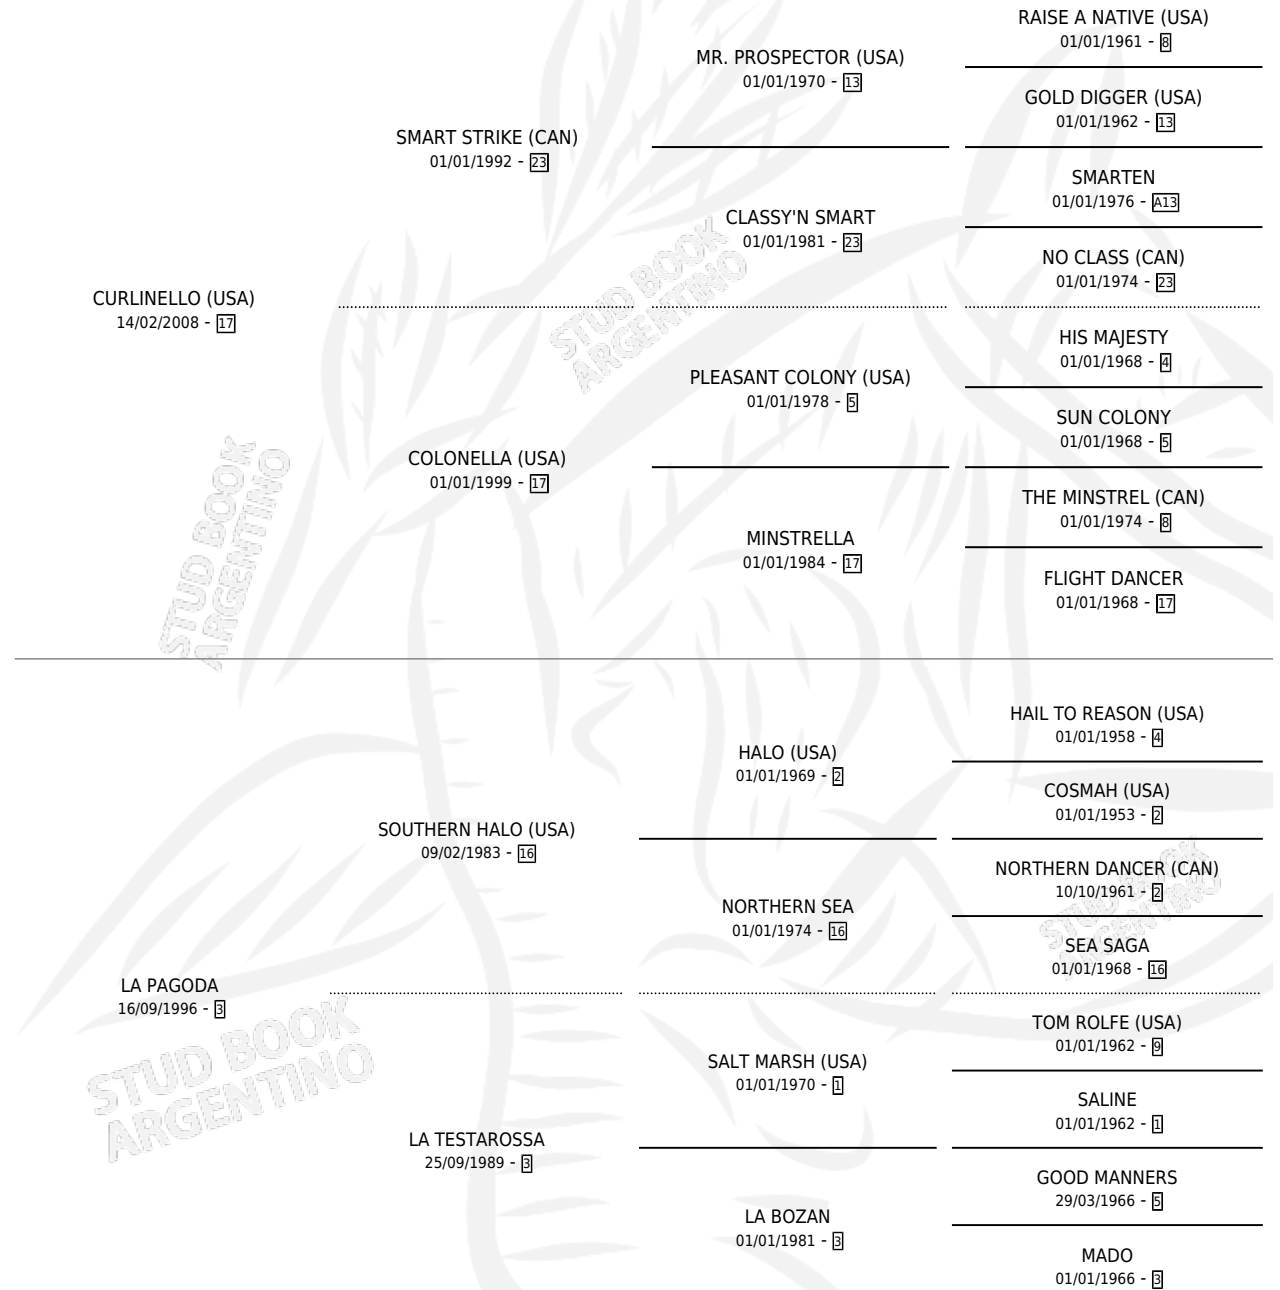 RAISE A NATIVE (USA)
01/01/1961 - 8
MR. PROSPECTOR (USA)
01/01/1970 - 13
GOLD DIGGER (USA)
01/01/1962 - 13
SMART STRIKE (CAN)
01/01/1992 - 23
SMARTEN
01/01/1976 - A13
CLASSY'N SMART
01/01/1981 - 23
NO CLASS (CAN)
01/01/1974 - 23
CURLINELLO (USA)
14/02/2008 - 17
STUD BOOK
ARGENTINO
HIS MAJESTY
01/01/1968 - 4
PLEASANT COLONY (USA)
01/01/1978 - 5
SUN COLONY
01/01/1968 - 5
COLONELLA (USA)
01/01/1999 - 17
THE MINSTREL (CAN)
01/01/1974 - 8
MINSTRELLA
01/01/1984 - 17
FLIGHT DANCER
01/01/1968 - 17
STUD BOOK
ARGENTINO
HAIL TO REASON (USA)
01/01/1958 - 4
HALO (USA)
01/01/1969 - 2
COSMAH (USA)
01/01/1953 - 2
SOUTHERN HALO (USA)
09/02/1983 - 16
NORTHERN DANCER (CAN)
10/10/1961 - 2
NORTHERN SEA
01/01/1974 - 16
STUD BOOK
ARGENTINO
SEA SAGA
01/01/1968 - 16
LA PAGODA
16/09/1996 - 3
STUD BOOK
ARGENTINO
TOM ROLFE (USA)
01/01/1962 - 9
SALT MARSH (USA)
01/01/1970 - 1
SALINE
01/01/1962 - 1
LA TESTAROSSA
25/09/1989 - 3
GOOD MANNERS
29/03/1966 - 5
LA BOZAN
01/01/1981 - 3
MADO
01/01/1966 - 3